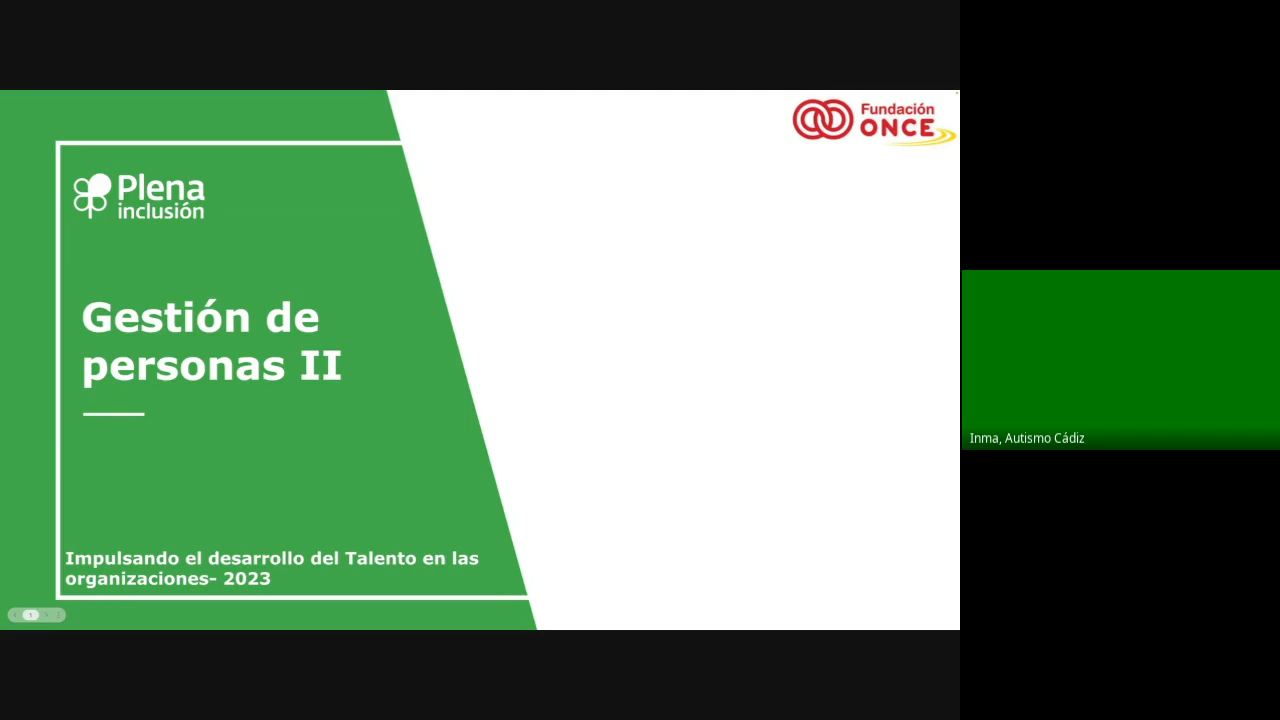 Fundación
ONCE
Plena
inclusión
Gestión de
personas II
Impulsando el desarrollo del Talento en las
organizaciones- 2023
Inma, Autismo Cádiz